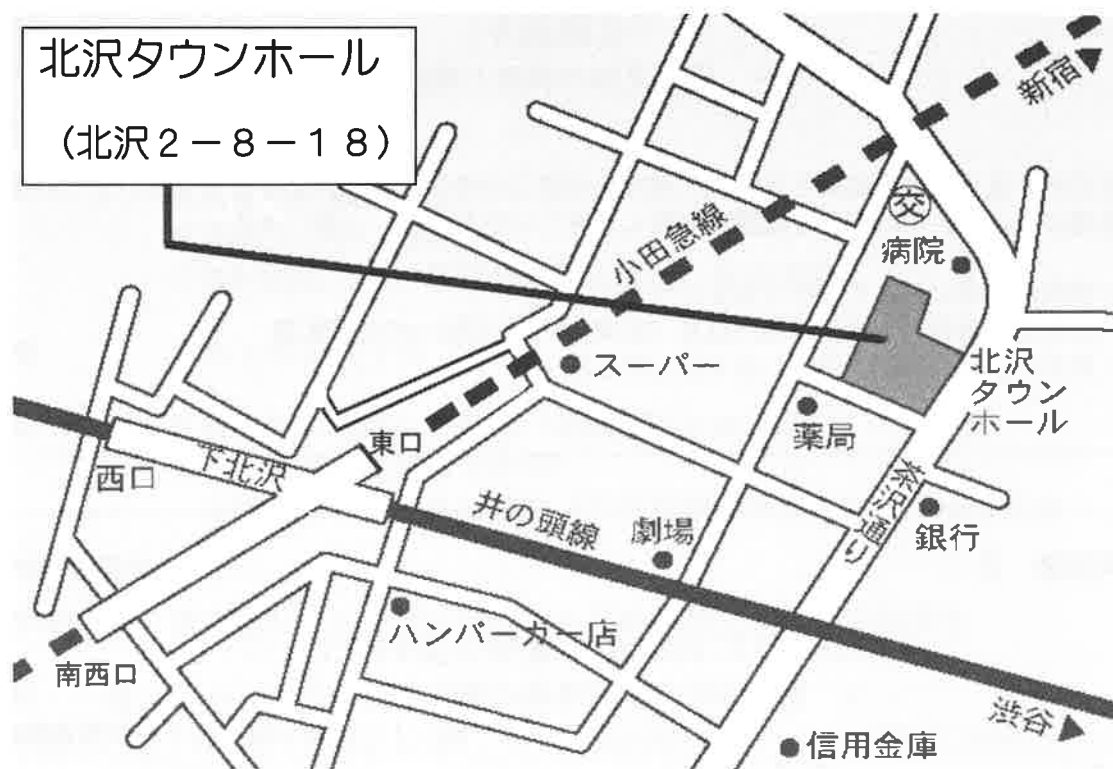 北沢タウンホール
（北沢２－８－１８）
新宿▶
小田急線
交
病院
スーパー
北沢
タウン
ホール
薬局
東口
下北沢
西口
井の頭線
劇場
茶沢通り
銀行
ハンバーガー店
南西口
渋谷▶
信用金庫